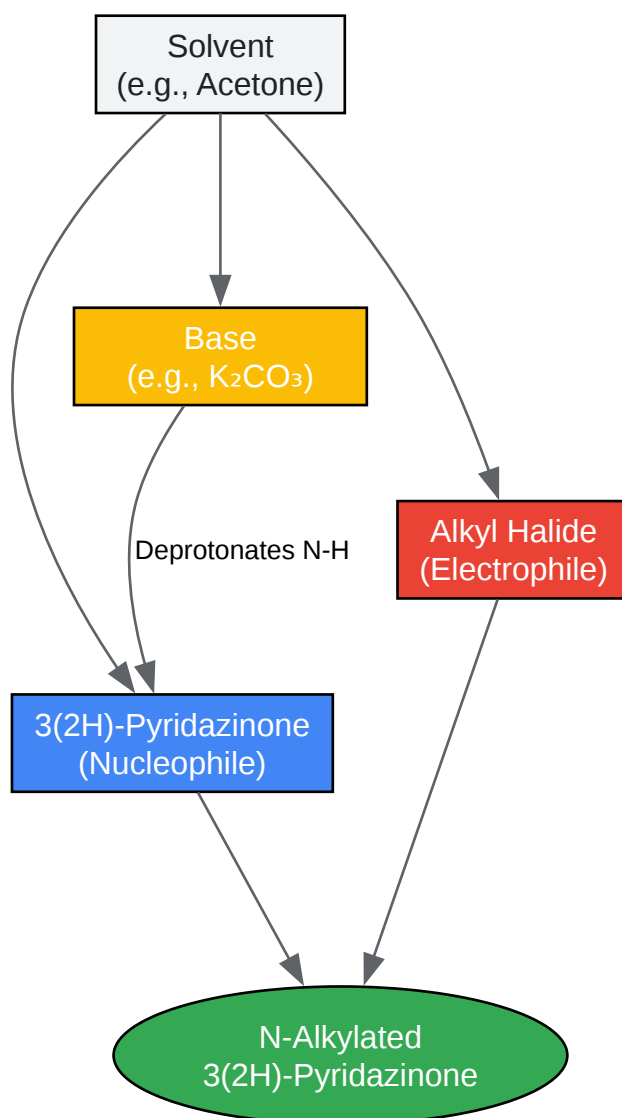 Solvent
(e.g., Acetone)
Base
(e.g., K₂CO₃)
Deprotonates N-H
Alkyl Halide
(Electrophile)
3(2H)-Pyridazinone
(Nucleophile)
N-Alkylated
3(2H)-Pyridazinone